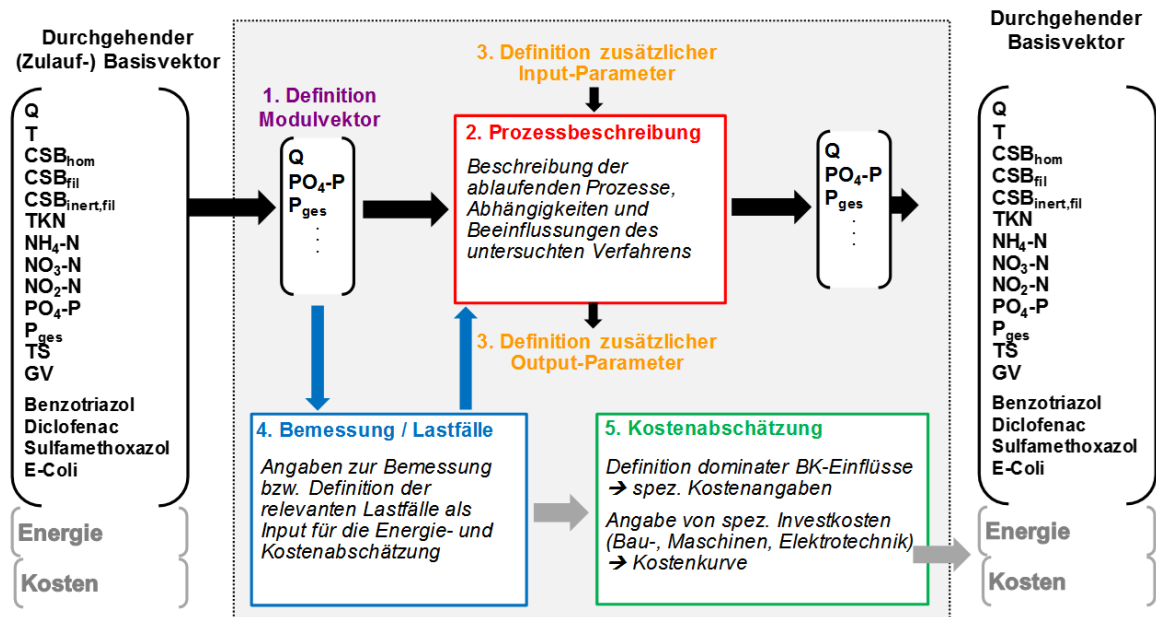 Durchgehender
(Zulauf-) Basisvektor
Q
T
CSBhom
CSBfil
CSBinert,fil
TKN
NH4-N
NO3-N
NO2-N
PO4-P
Pges
TS
GV
Benzotriazol
Diclofenac
Sulfamethoxazol
E-Coli
Energie
Kosten
1. Definition
Modulvektor
Q
PO4-P
Pges
3. Definition zusätzlicher
Input-Parameter
2. Prozessbeschreibung
Beschreibung der
ablaufenden Prozesse,
Abhängigkeiten und
Beeinflussungen des
untersuchten Verfahrens
3. Definition zusätzlicher
Output-Parameter
Q
PO4-P
Pges
4. Bemessung / Lastfälle
Angaben zur Bemessung
bzw. Definition der
relevanten Lastfälle als
Input für die Energie- und
Kostenabschätzung
5. Kostenabschätzung
Definition dominater BK-Einflüsse
➔ spez. Kostenangaben
Angabe von spez. Investkosten
(Bau-, Maschinen, Elektrotechnik)
➔ Kostenkurve
Durchgehender
Basisvektor
Q
T
CSBhom
CSBfil
CSBinert,fil
TKN
NH4-N
NO3-N
NO2-N
PO4-P
Pges
TS
GV
Benzotriazol
Diclofenac
Sulfamethoxazol
E-Coli
Energie
Kosten